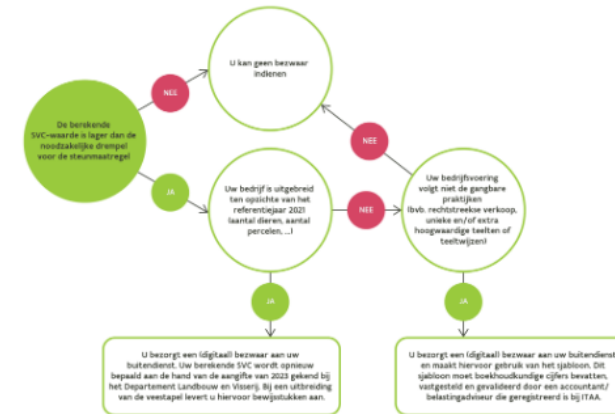 U kan geen bezwaar
indienen
NEE
De berekende
SVC-waarde is lager dan de
noodzakelijke drempel
voor de steunmaatregel
NEE
JA
Uw bedrijf is uitgebreid
ten opzichte van het
referentiejaar 2021
(aantal dieren, aantal
percelen, ...)
NEE
Uw bedrijfsvoering
volgt niet de gangbare
praktijken
(bvb. rechtstreekse verkoop,
unieke en/of extra
hoogwaardige teelten of
teeltwijzen)
JA
JA
U bezorgt een (digitaal) bezwaar aan uw
buitendienst. Uw berekende SVC wordt opnieuw
bepaald aan de hand van de aangifte van 2023 gekend bij
het Departement Landbouw en Visserij. Bij een uitbreiding
van de veestapel levert u hiervoor bewijsstukken aan.
U bezorgt een (digitaal) bezwaar aan uw buitendienst
en maakt hiervoor gebruik van het sjabloon. Dit
sjabloon moet boekhoudkundige cijfers bevatten,
vastgesteld en gevalideerd door een accountant/
belastingadviseur die geregistreerd is bij ITAA.